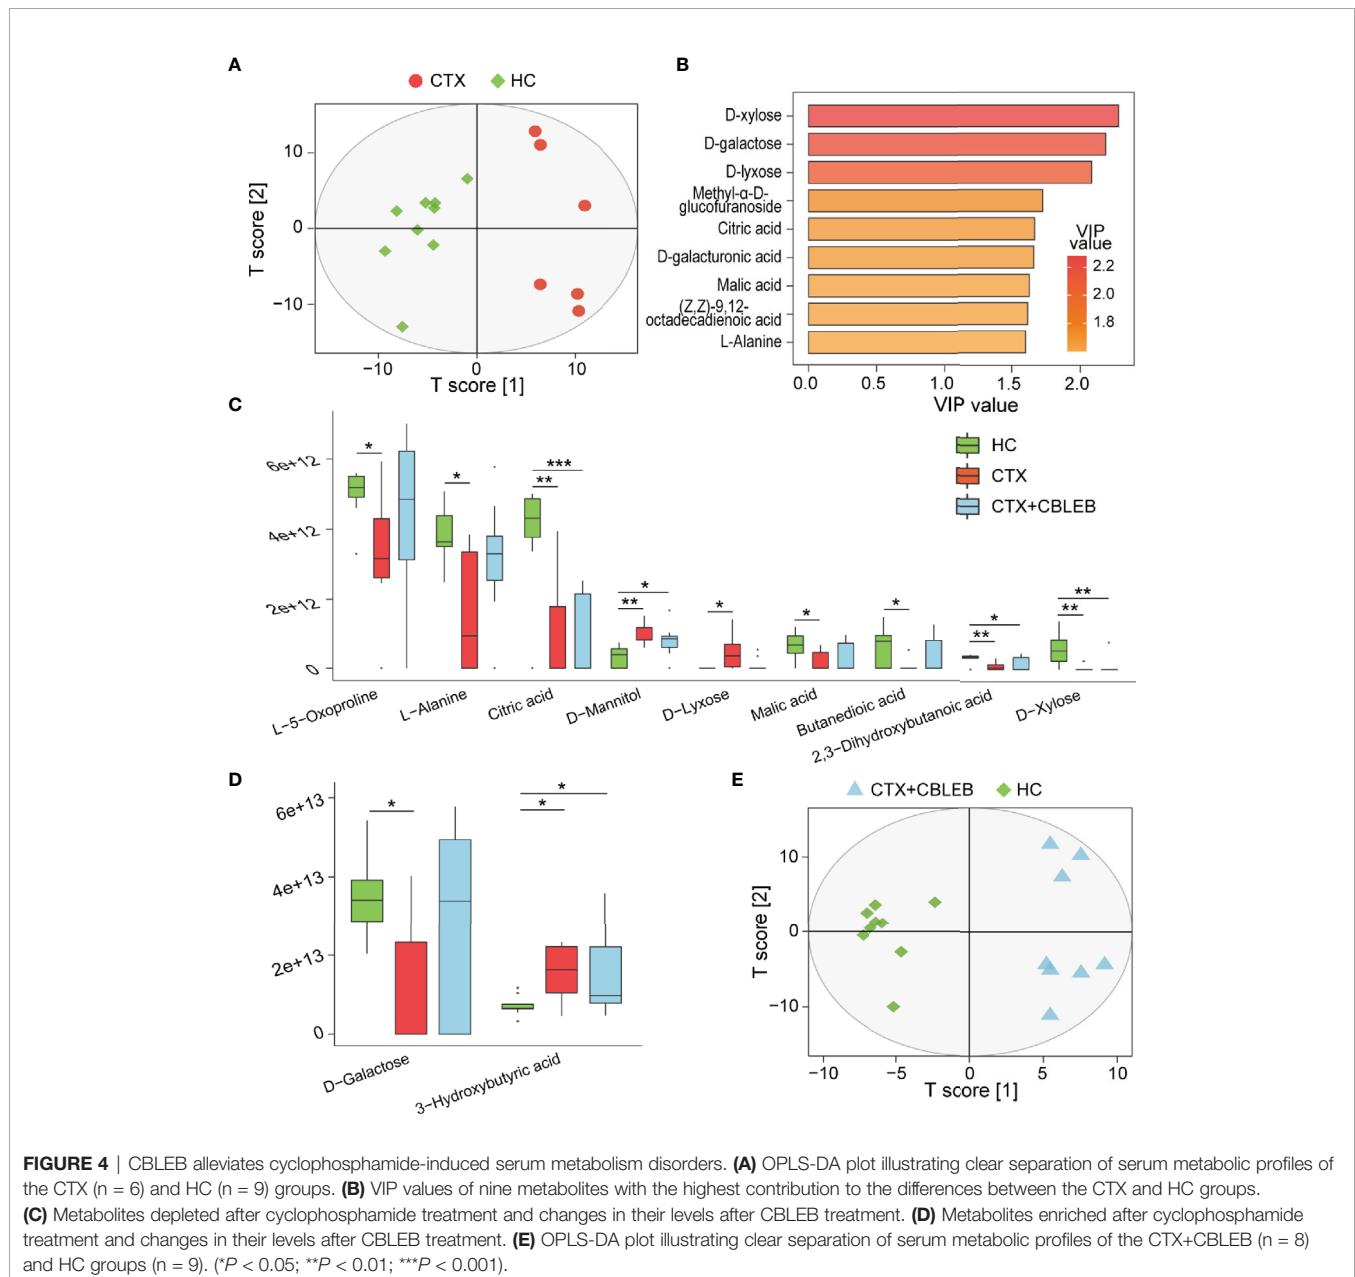 A
CTX HC
T score [2]
10
0
−10
−10 0 10
T score [1]
B
D-xylose
D-galactose
D-lyxose
Methyl-α-D-
glucofuranoside
Citric acid
D-galacturonic acid
Malic acid
(Z,Z)-9,12-
octadecadienoic acid
L-Alanine
VIP
value
2.2
2.0
1.8
0.0 0.5 1.0 1.5 2.0
VIP value
C
HC
CTX
CTX+CBLEB
6e+12
4e+12
2e+12
0
* * *** ** ** * * * * ** * ** **
L−5−Oxoproline
L−Alanine
Citric acid
D−Mannitol
D−Lyxose
Malic acid
Butanedioic acid
2,3−Dihydroxybutanoic acid
D−Xylose
D
6e+13
4e+13
2e+13
0
* * *
D−Galactose
3−Hydroxybutyric acid
E
CTX+CBLEB HC
T score [2]
10
0
−10
−10 −5 0 5 10
T score [1]
FIGURE 4 | CBLEB alleviates cyclophosphamide-induced serum metabolism disorders. (A) OPLS-DA plot illustrating clear separation of serum metabolic profiles of
the CTX (n = 6) and HC (n = 9) groups. (B) VIP values of nine metabolites with the highest contribution to the differences between the CTX and HC groups.
(C) Metabolites depleted after cyclophosphamide treatment and changes in their levels after CBLEB treatment. (D) Metabolites enriched after cyclophosphamide
treatment and changes in their levels after CBLEB treatment. (E) OPLS-DA plot illustrating clear separation of serum metabolic profiles of the CTX+CBLEB (n = 8)
and HC groups (n = 9). (*P < 0.05; **P < 0.01; ***P < 0.001).